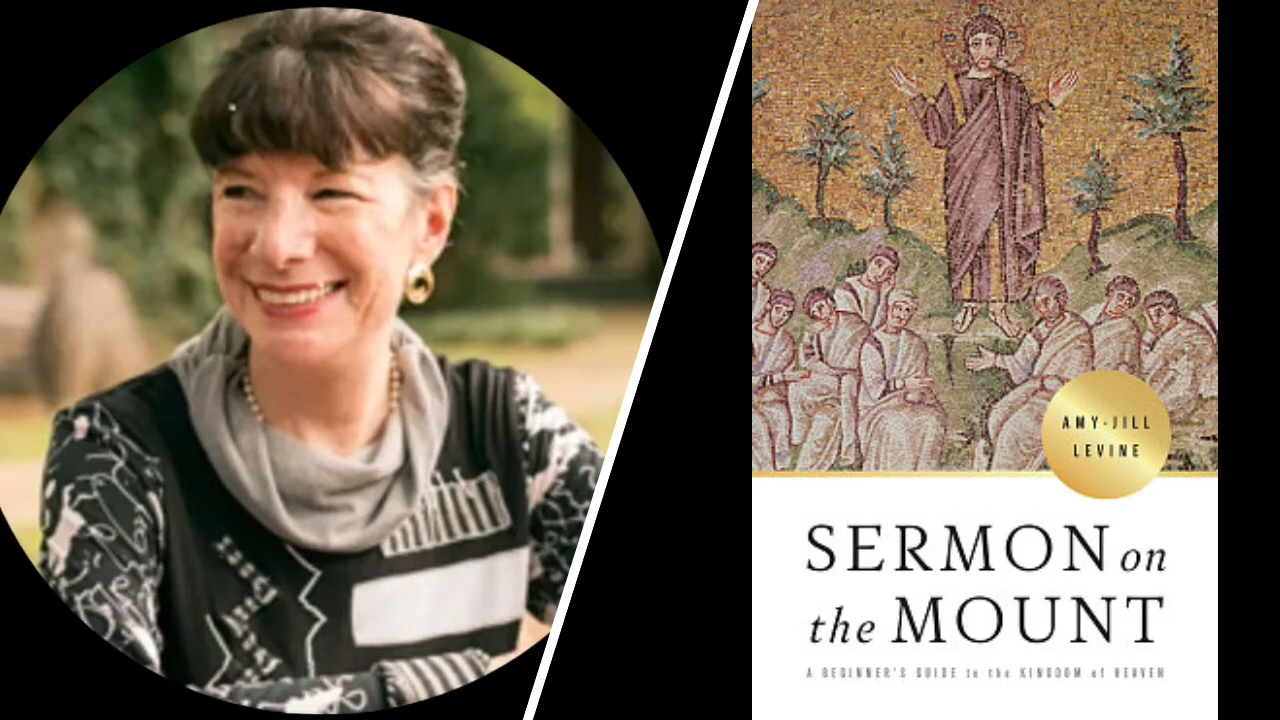 AMY-JILL
LEVINE
SERMON on
the MOUNT
A BEGINNER'S GUIDE to the KINGDOM of HEAVEN